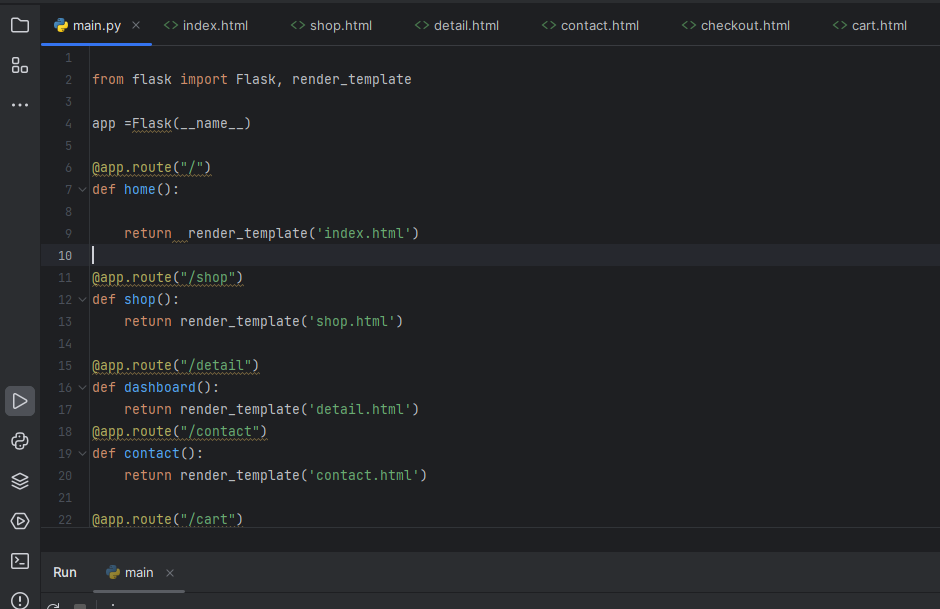 main.py index.html shop.html detail.html contact.html checkout.html cart.html
1
2 from flask import Flask, render_template
3
4 app =Flask(__name__)
5
6 @app.route("/")
7 def home():
8
9     return  render_template('index.html')
10
11 @app.route("/shop")
12 def shop():
13     return render_template('shop.html')
14
15 @app.route("/detail")
16 def dashboard():
17     return render_template('detail.html')
18 @app.route("/contact")
19 def contact():
20     return render_template('contact.html')
21
22 @app.route("/cart")
Run main